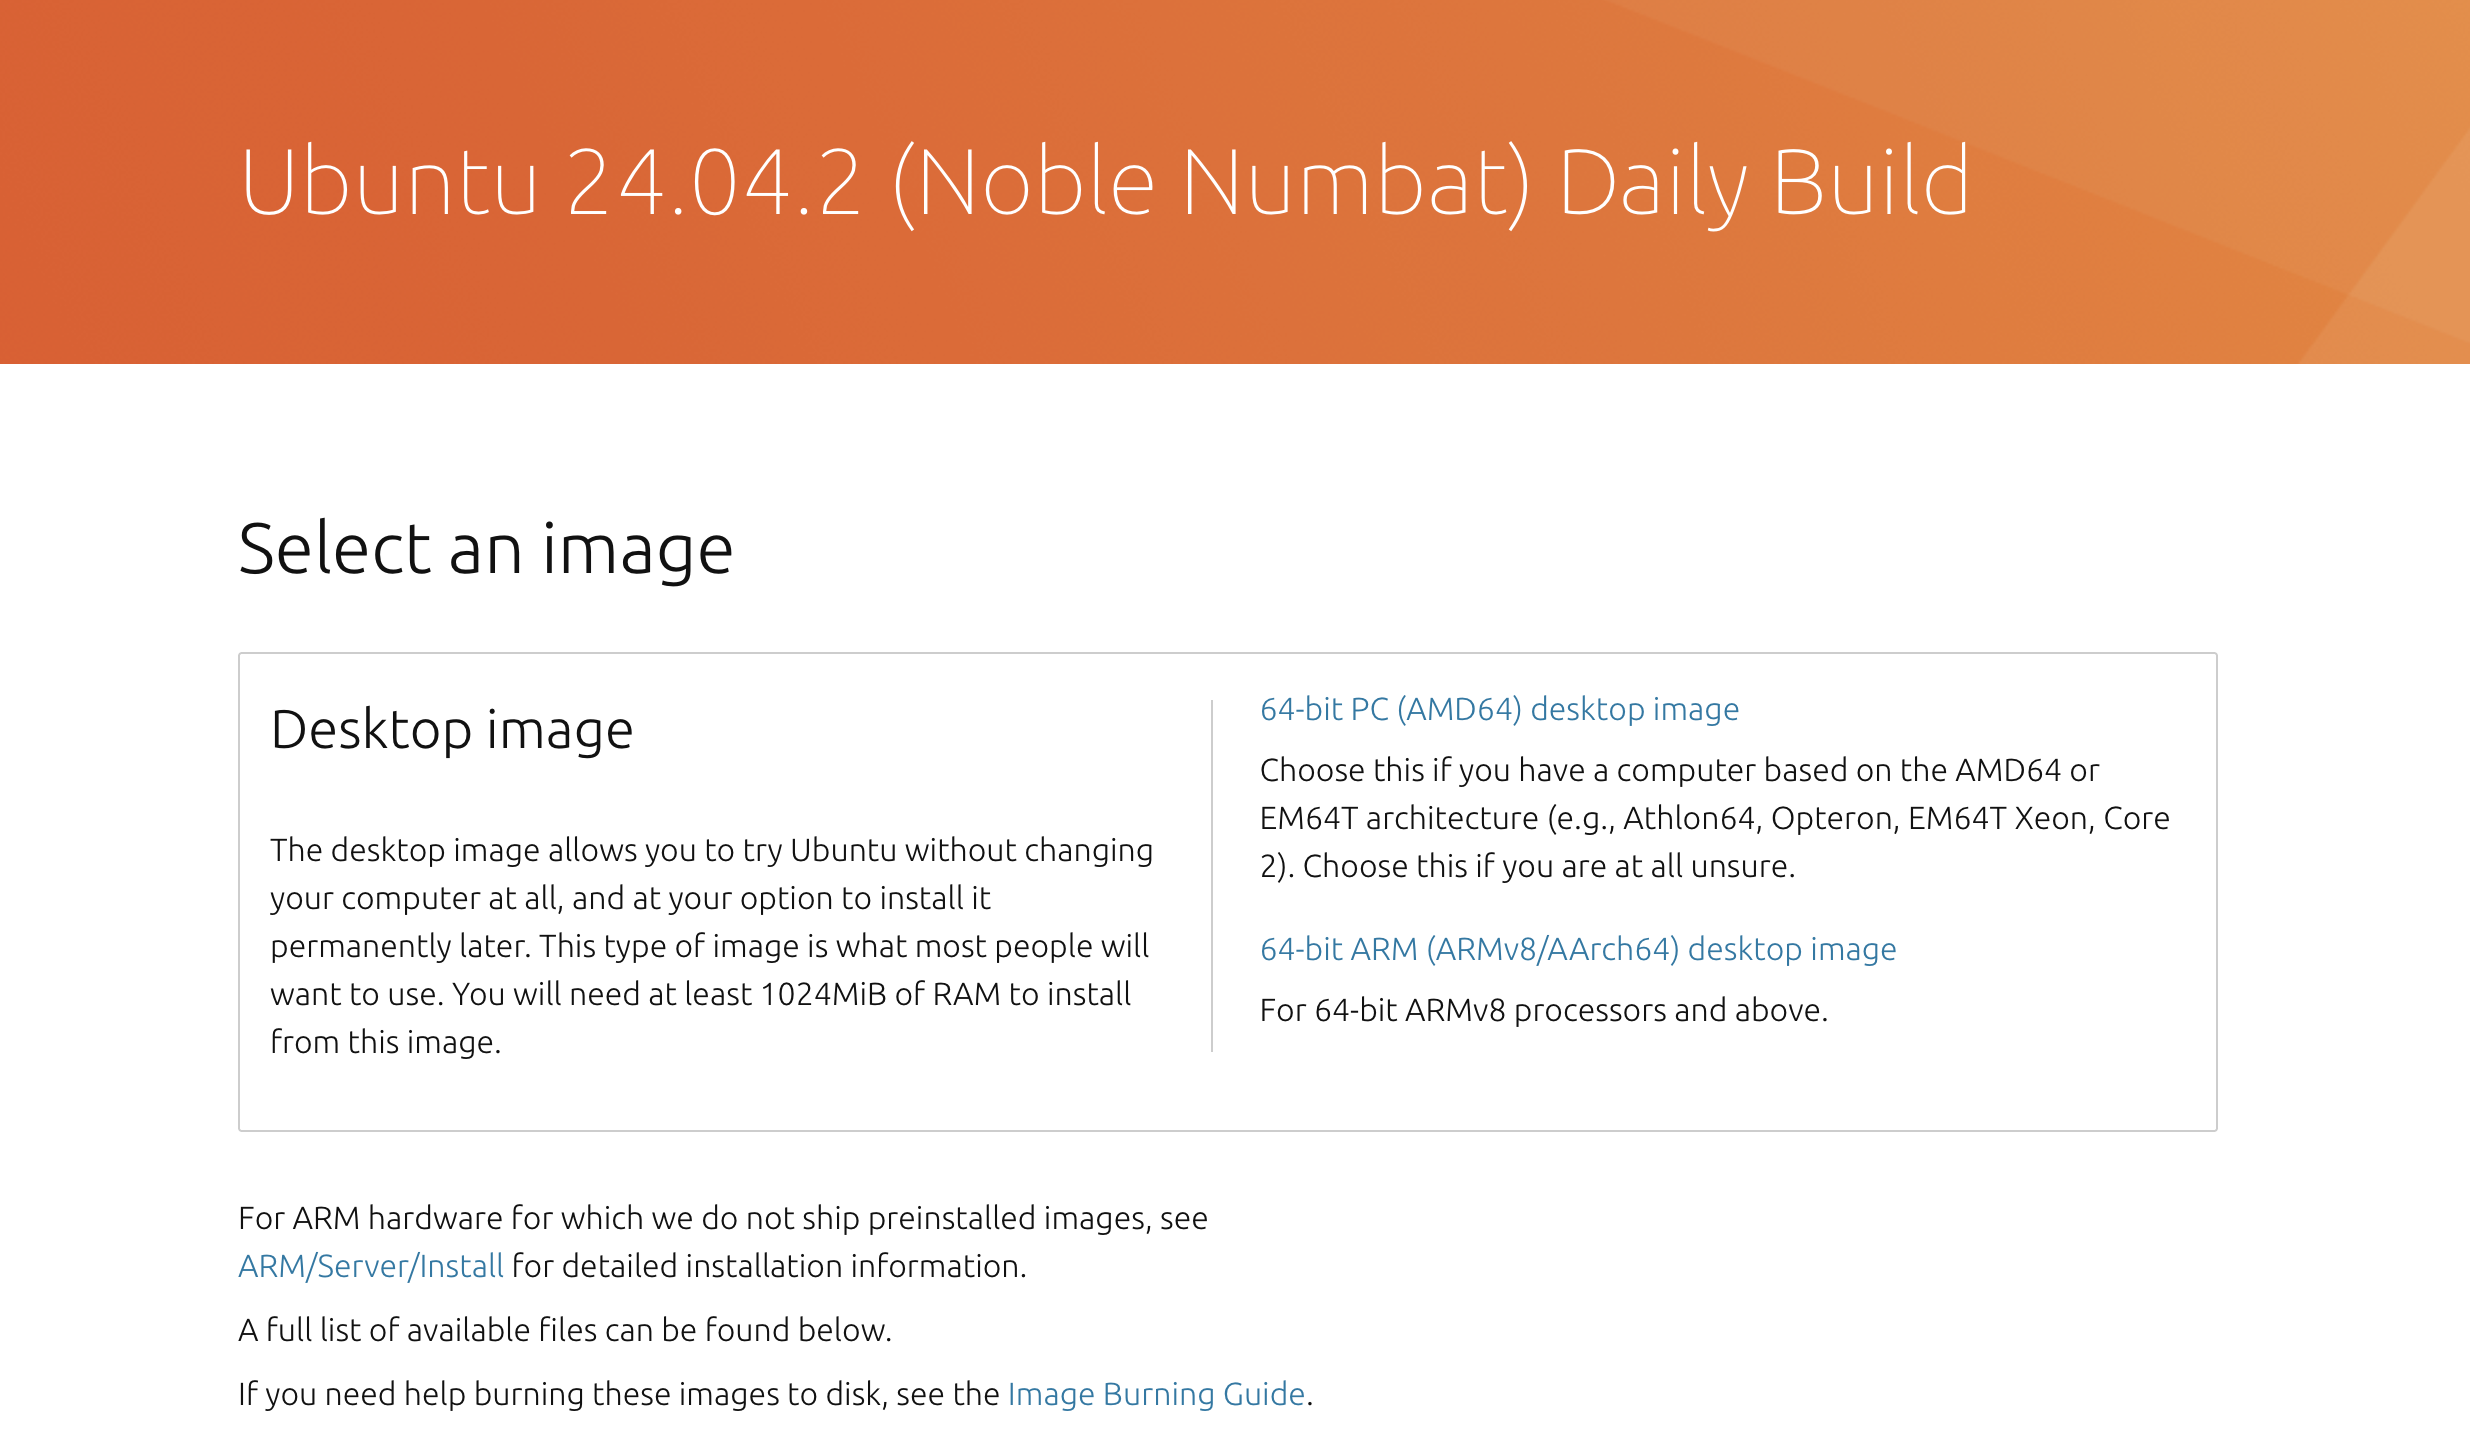 Ubuntu 24.04.2 (Noble Numbat) Daily Build
Select an image
Desktop image
The desktop image allows you to try Ubuntu without changing
your computer at all, and at your option to install it
permanently later. This type of image is what most people will
want to use. You will need at least 1024MiB of RAM to install
from this image.
64-bit PC (AMD64) desktop image
Choose this if you have a computer based on the AMD64 or
EM64T architecture (e.g., Athlon64, Opteron, EM64T Xeon, Core
2). Choose this if you are at all unsure.
64-bit ARM (ARMv8/AArch64) desktop image
For 64-bit ARMv8 processors and above.
For ARM hardware for which we do not ship preinstalled images, see
ARM/Server/Install for detailed installation information.
A full list of available files can be found below.
If you need help burning these images to disk, see the Image Burning Guide.